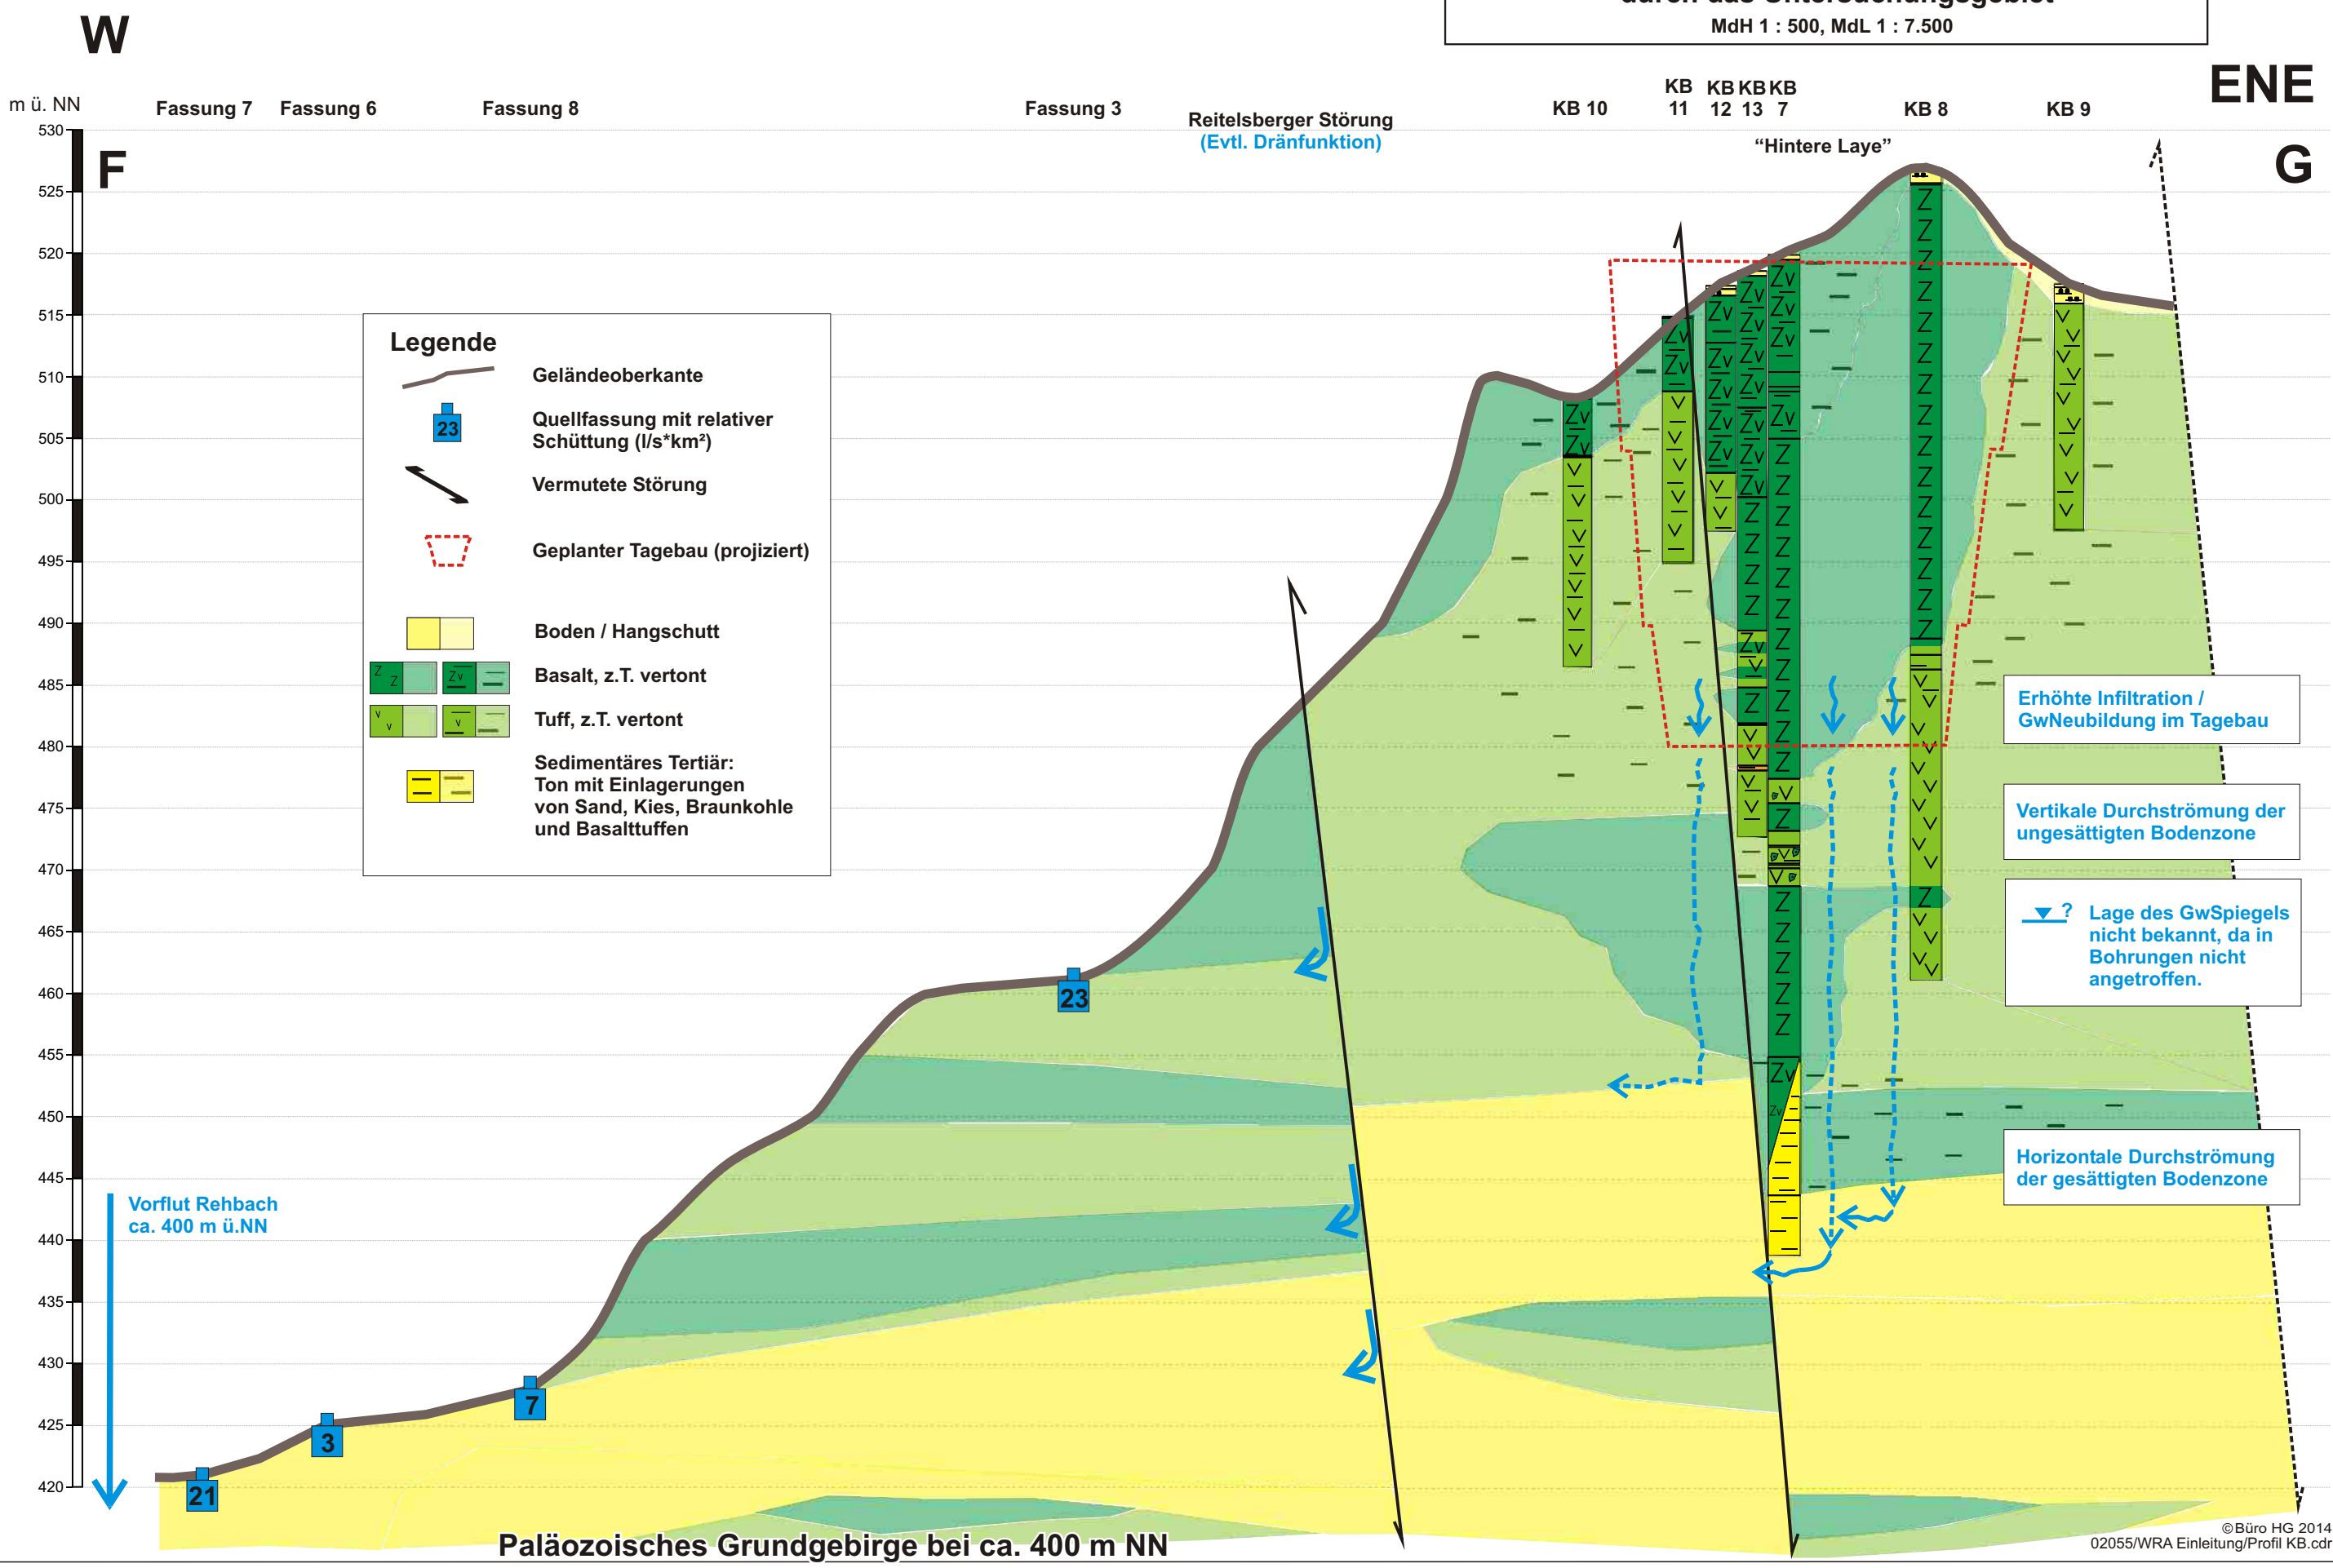 W
MdH 1 : 500, MdL 1 : 7.500
ENE
m ü. NN
Fassung 7
Fassung 6
Fassung 8
Fassung 3
Reitelsberger Störung
(Evtl. Dränfunktion)
KB 10
KB
11
KB
12
KB
13
KB
7
KB 8
KB 9
"Hintere Laye"
F
G
530
525
520
515
510
505
500
495
490
485
480
475
470
465
460
455
450
445
440
435
430
425
420
Legende
Geländeoberkante
23
Quellfassung mit relativer
Schüttung (l/s*km²)
Vermutete Störung
Geplanter Tagebau (projiziert)
Boden / Hangschutt
Z Z
Zv
Basalt, z.T. vertont
v v
v
Tuff, z.T. vertont
Sedimentäres Tertiär:
Ton mit Einlagerungen
von Sand, Kies, Braunkohle
und Basalttuffen
Erhöhte Infiltration /
GwNeubildung im Tagebau
Vertikale Durchströmung der
ungesättigten Bodenzone
?
Lage des GwSpiegels
nicht bekannt, da in
Bohrungen nicht
angetroffen.
Horizontale Durchströmung
der gesättigten Bodenzone
Vorflut Rehbach
ca. 400 m ü.NN
23
7
3
21
Paläozoisches Grundgebirge bei ca. 400 m NN
©Büro HG 2014
02055/WRA Einleitung/Profil KB.cdr